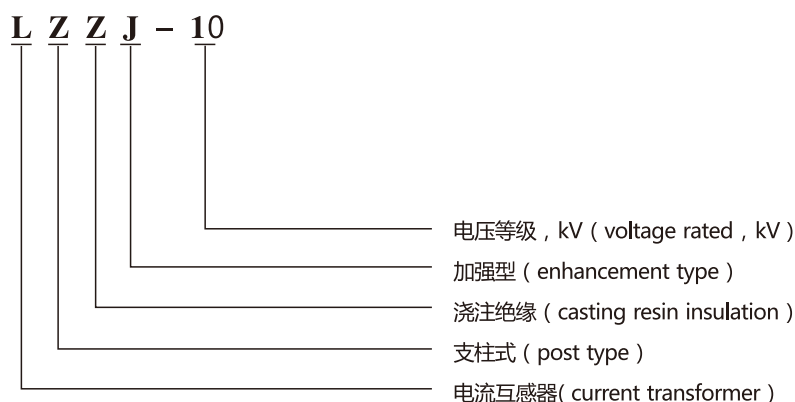 L Z Z J - 10
电压等级，kV（voltage rated，kV）
加强型（enhancement type）
浇注绝缘（casting resin insulation）
支柱式（post type）
电流互感器( current transformer )